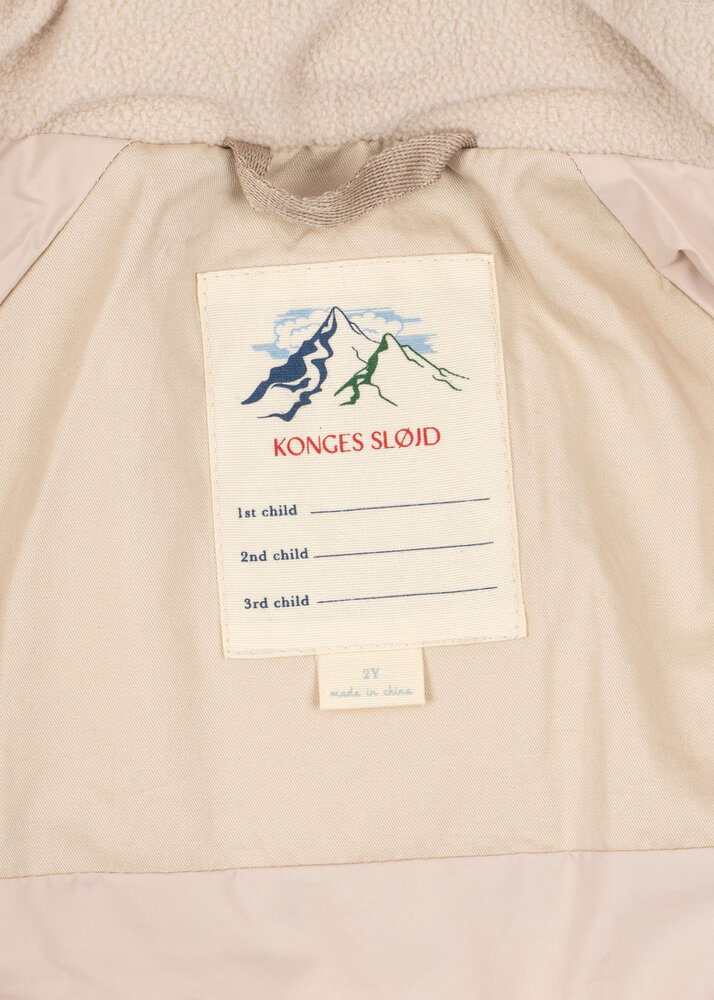 KONGES SLØJD
1st child
2nd child
3rd child
2Y
made in china